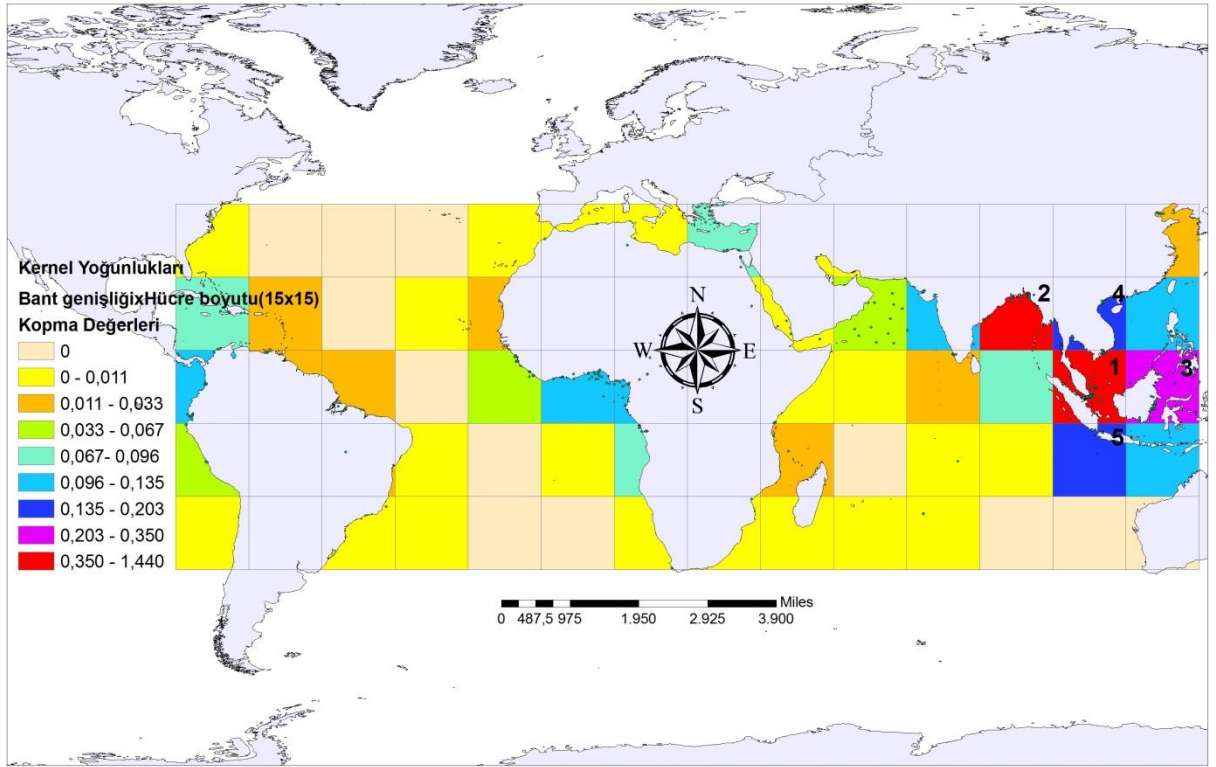 Kernel Yoğunlukları
Bant genişliğixHücre boyutu(15x15)
Kopma Değerleri
0
0 - 0,011
0,011 - 0,033
0,033 - 0,067
0,067- 0,096
0,096 - 0,135
0,135 - 0,203
0,203 - 0,350
0,350 - 1,440
N
W E
S
2
4
1
3
5
Miles
0 487,5 975 1.950 2.925 3.900